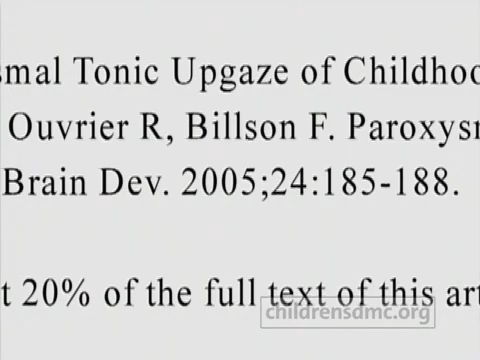 smal Tonic Upgaze of Childhoo
Ouvrier R, Billson F. Paroxysm
Brain Dev. 2005;24:185-188.
t 20% of the full text of this art
childrensdmc.org